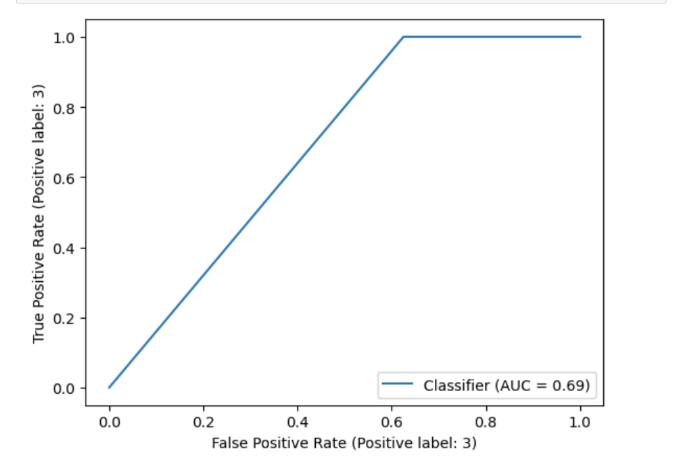 True Positive Rate (Positive label: 3)
1.0
0.8
0.6
0.4
0.2
0.0
Classifier (AUC = 0.69)
0.0 0.2 0.4 0.6 0.8 1.0
False Positive Rate (Positive label: 3)